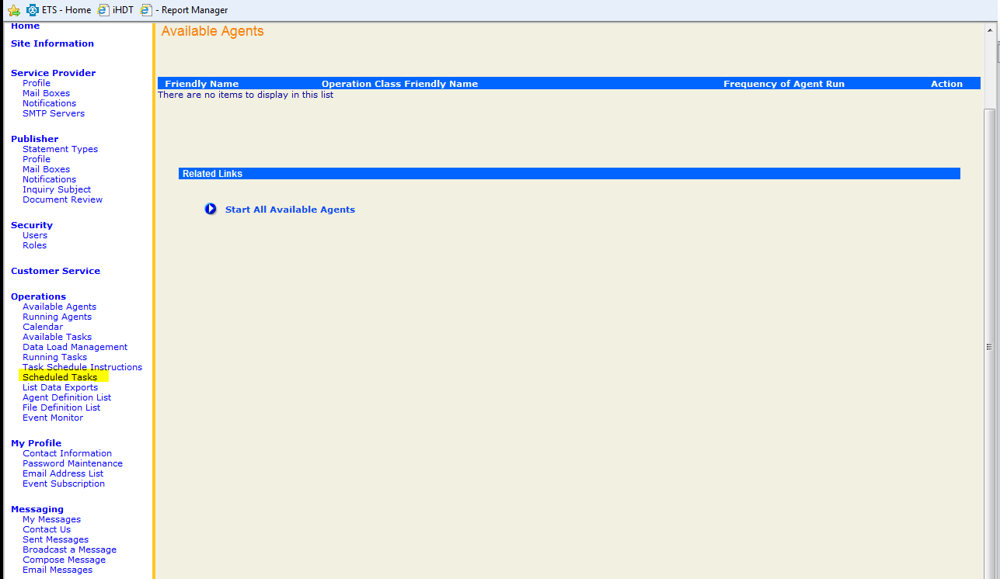 ETS - Home iHDT - Report Manager
Home
Site Information
Service Provider
Profile
Mail Boxes
Notifications
SMTP Servers
Publisher
Statement Types
Profile
Mail Boxes
Notifications
Inquiry Subject
Document Review
Security
Users
Roles
Customer Service
Operations
Available Agents
Running Agents
Calendar
Available Tasks
Data Load Management
Running Tasks
Task Schedule Instructions
Scheduled Tasks
List Data Exports
Agent Definition List
File Definition List
Event Monitor
My Profile
Contact Information
Password Maintenance
Email Address List
Event Subscription
Messaging
My Messages
Contact Us
Sent Messages
Broadcast a Message
Compose Message
Email Messages
Available Agents
Friendly Name Operation Class Friendly Name Frequency of Agent Run Action
There are no items to display in this list
Related Links
Start All Available Agents